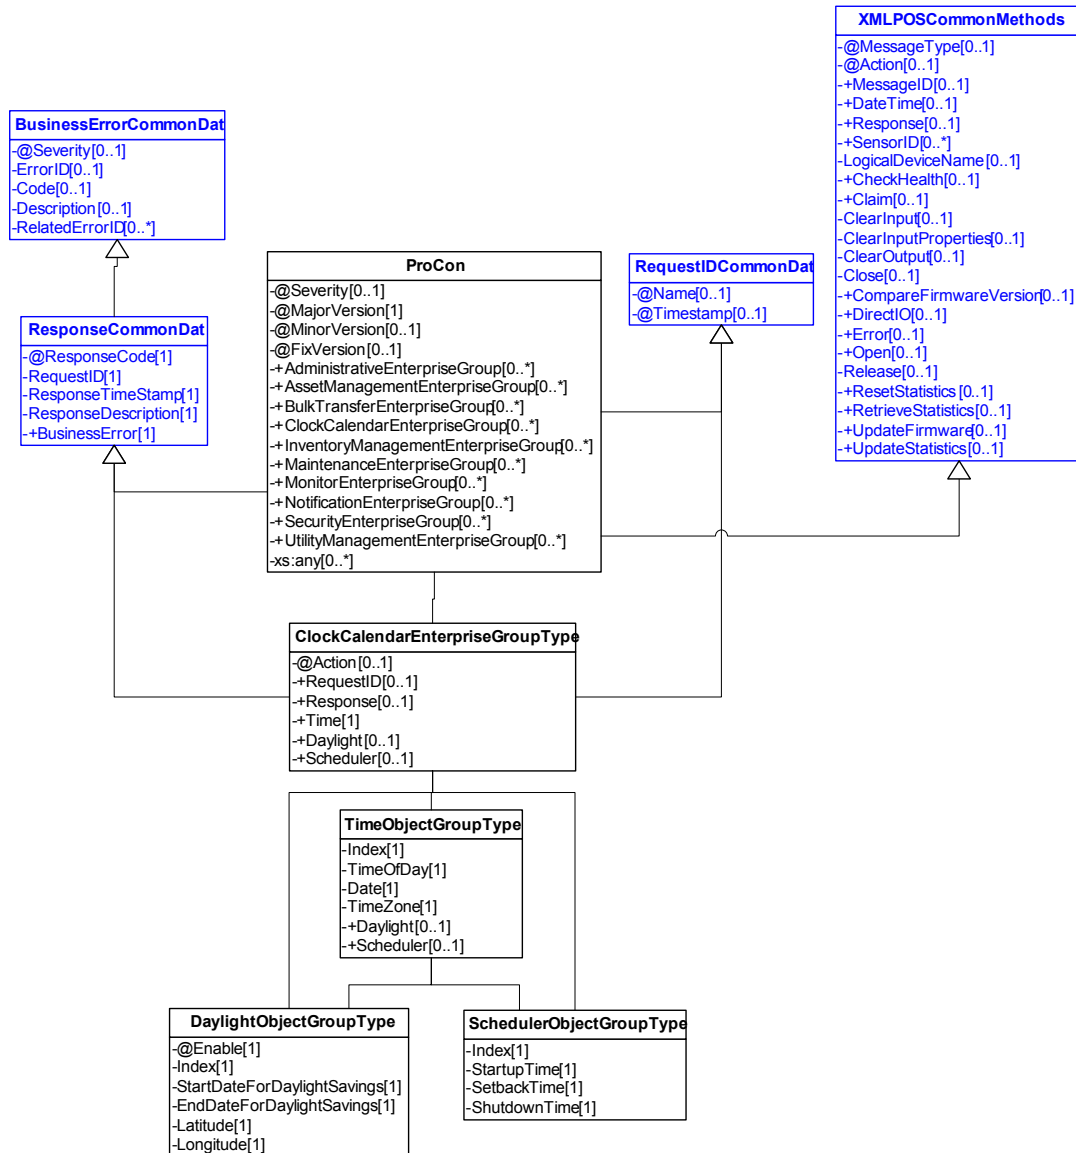 XMLPOSCommonMethods
-@MessageType[0..1]
-@Action[0..1]
-+MessageID[0..1]
-+DateTime[0..1]
-+Response[0..1]
-+SensorID[0..*]
-LogicalDeviceName[0..1]
-+CheckHealth[0..1]
-+Claim[0..1]
-ClearInput[0..1]
-ClearInputProperties[0..1]
-ClearOutput[0..1]
-Close[0..1]
-+CompareFirmwareVersion[0..1]
-+DirectIO[0..1]
-+Error[0..1]
-+Open[0..1]
-Release[0..1]
-+ResetStatistics[0..1]
-+RetrieveStatistics[0..1]
-+UpdateFirmware[0..1]
-+UpdateStatistics[0..1]
BusinessErrorCommonDat
-@Severity[0..1]
-ErrorID[0..1]
-Code[0..1]
-Description[0..1]
-RelatedErrorID[0..*]
ProCon
-@Severity[0..1]
-@MajorVersion[1]
-@MinorVersion[0..1]
-@FixVersion[0..1]
-+AdministrativeEnterpriseGroup[0..*]
-+AssetManagementEnterpriseGroup[0..*]
-+BulkTransferEnterpriseGroup[0..*]
-+ClockCalendarEnterpriseGroup[0..*]
-+InventoryManagementEnterpriseGroup[0..*]
-+MaintenanceEnterpriseGroup[0..*]
-+MonitorEnterpriseGroup[0..*]
-+NotificationEnterpriseGroup[0..*]
-+SecurityEnterpriseGroup[0..*]
-+UtilityManagementEnterpriseGroup[0..*]
-xs:any[0..*]
RequestIDCommonDat
-@Name[0..1]
-@Timestamp[0..1]
ResponseCommonDat
-@ResponseCode[1]
-RequestID[1]
-ResponseTimeStamp[1]
-ResponseDescription[1]
-+BusinessError[1]
ClockCalendarEnterpriseGroupType
-@Action[0..1]
-+RequestID[0..1]
-+Response[0..1]
-+Time[1]
-+Daylight[0..1]
-+Scheduler[0..1]
TimeObjectGroupType
-Index[1]
-TimeOfDay[1]
-Date[1]
-TimeZone[1]
-+Daylight[0..1]
-+Scheduler[0..1]
DaylightObjectGroupType
-@Enable[1]
-Index[1]
-StartDateForDaylightSavings[1]
-EndDateForDaylightSavings[1]
-Latitude[1]
-Longitude[1]
SchedulerObjectGroupType
-Index[1]
-StartupTime[1]
-SetbackTime[1]
-ShutdownTime[1]